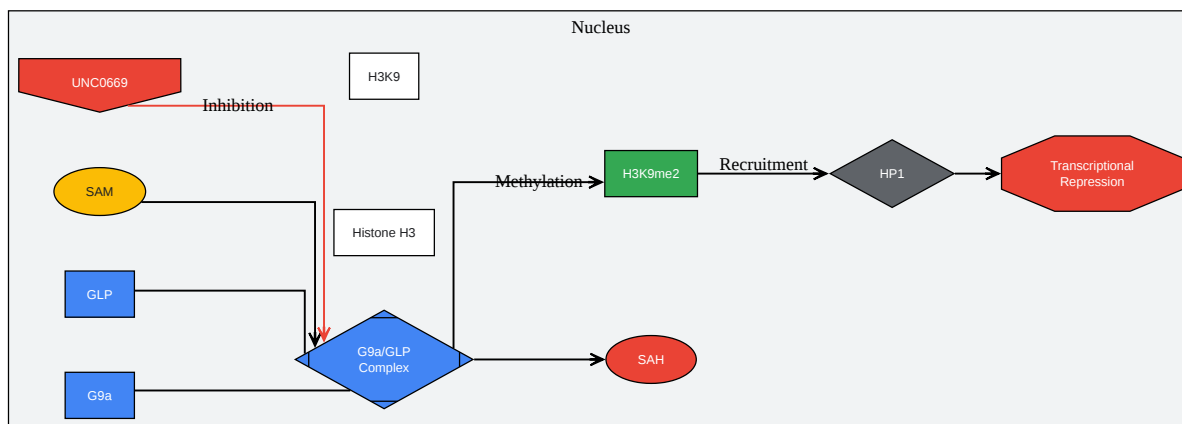 Nucleus
UNC0669
H3K9
Inhibition
Transcriptional
Repression
Recruitment
H3K9me2
HP1
Methylation
SAM
Histone H3
GLP
G9a/GLP
Complex
SAH
G9a